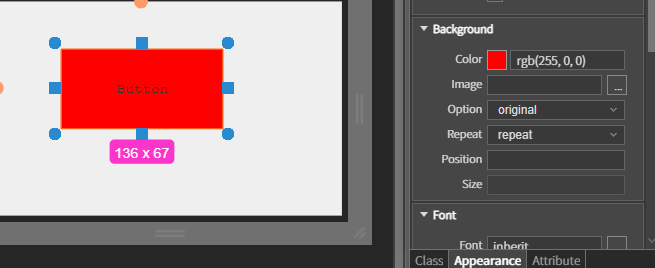 Button
136 x 67
Background
Color rgb(255, 0, 0)
Image ...
Option original
Repeat repeat
Position
Size
Font
Font inherit
Class Appearance Attribute